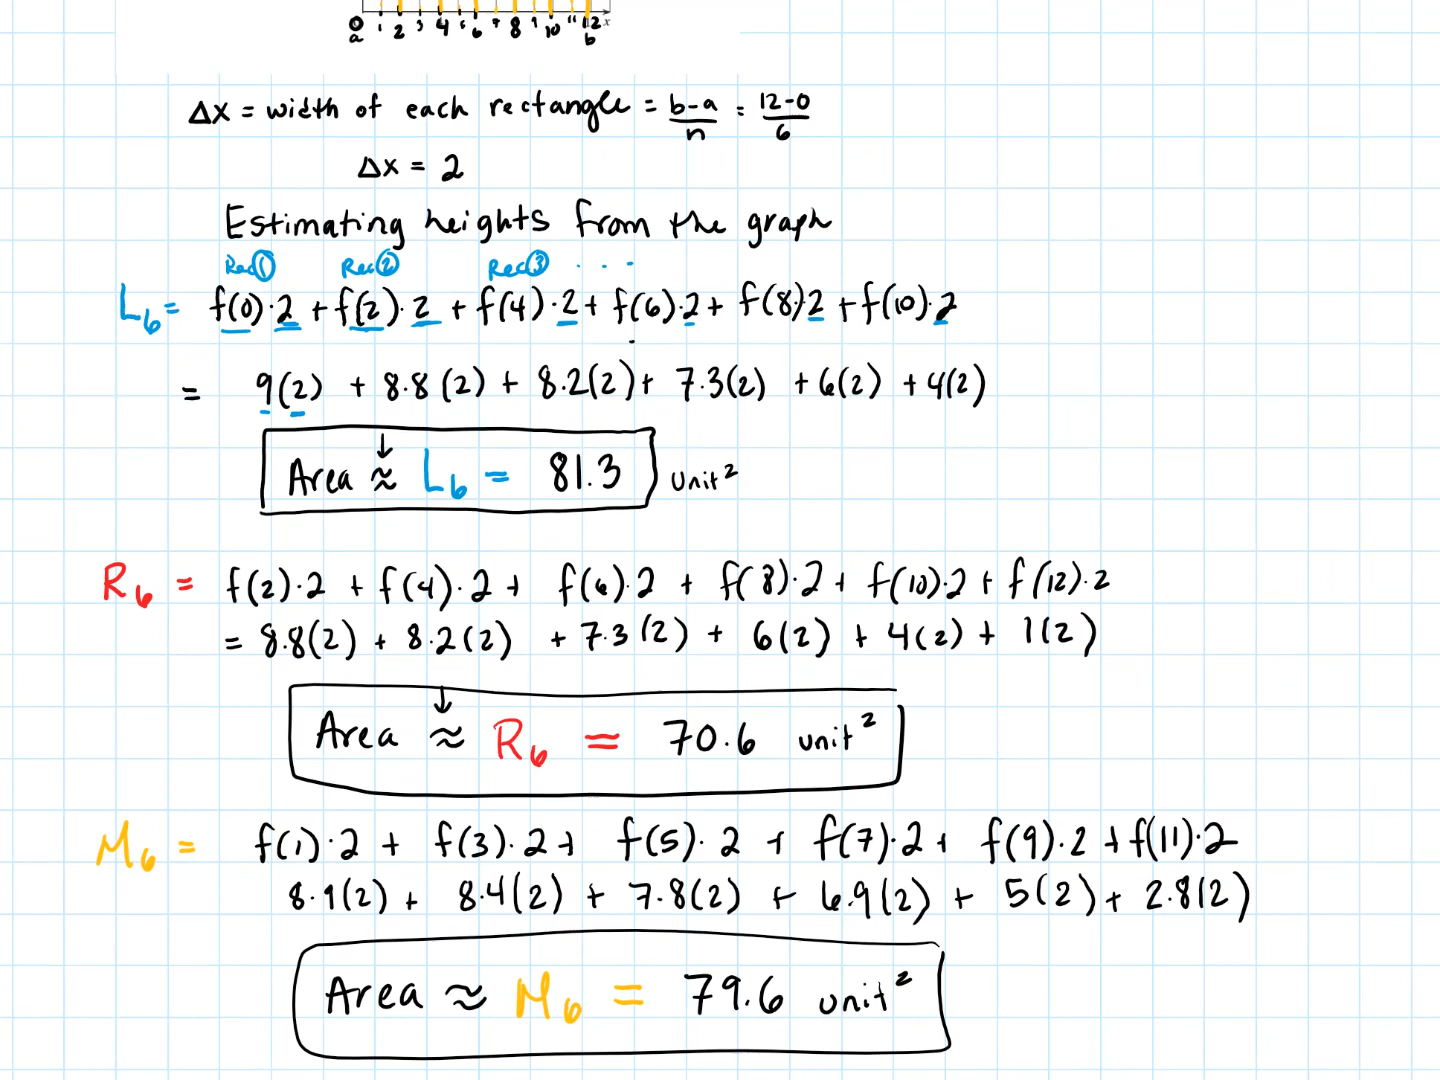 0 1 2 3 4 5 6 7 8 9 10 11 12 x
a b
Δx = width of each rectangle = b-a/n = 12-0/6
Δx = 2
Estimating heights from the graph
Rec① Rec② Rec③ ...
L6 = f(0)·2 + f(2)·2 + f(4)·2 + f(6)·2 + f(8)·2 + f(10)·2
= 9(2) + 8.8(2) + 8.2(2) + 7.3(2) + 6(2) + 4(2)
Area ≈ L6 = 81.3 unit²
R6 = f(2)·2 + f(4)·2 + f(6)·2 + f(8)·2 + f(10)·2 + f(12)·2
= 8.8(2) + 8.2(2) + 7.3(2) + 6(2) + 4(2) + 1(2)
Area ≈ R6 = 70.6 unit²
M6 = f(1)·2 + f(3)·2 + f(5)·2 + f(7)·2 + f(9)·2 + f(11)·2
8.9(2) + 8.4(2) + 7.8(2) + 6.9(2) + 5(2) + 2.8(2)
Area ≈ M6 = 79.6 unit²